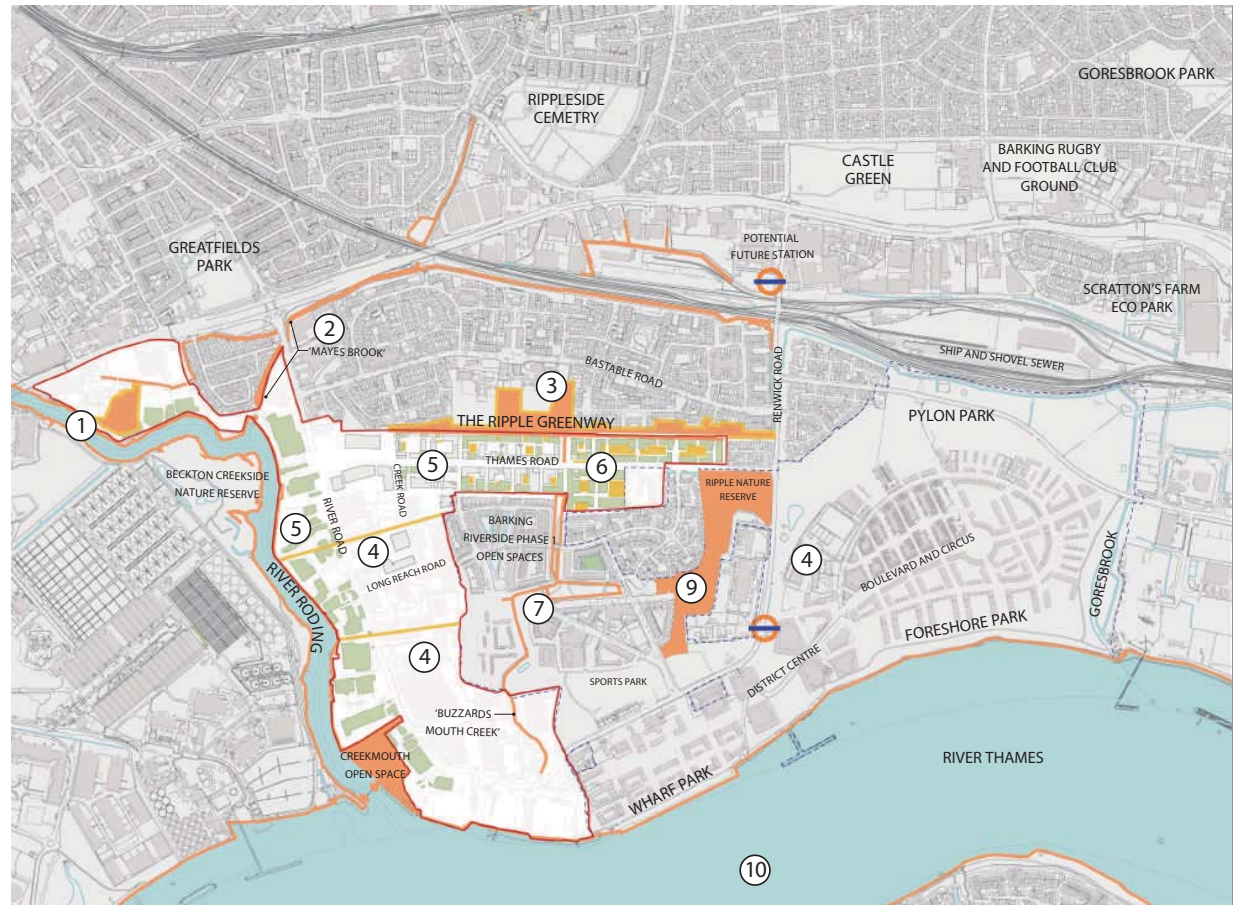 GORESBROOK PARK
RIPPLESIDE
CEMETRY
BARKING RUGBY
AND FOOTBALL CLUB
GROUND
CASTLE
GREEN
GREATFIELDS
PARK
POTENTIAL
FUTURE STATION
SCRATTON'S FARM
ECO PARK
2
'MAYES BROOK'
SHIP AND SHOVEL SEWER
BASTABLE ROAD
RENWICK ROAD
3
1
THE RIPPLE GREENWAY
PYLON PARK
5
THAMES ROAD
6
BECKTON CREEKSIDE
NATURE RESERVE
CREEK ROAD
RIPPLE NATURE
RESERVE
RIVER ROAD
5
BARKING
RIVERSIDE PHASE 1
OPEN SPACES
4
LONG REACH ROAD
4
BOULEVARD AND CIRCUS
GORESBROOK
RIVER RODING
7
9
FORESHORE PARK
4
SPORTS PARK
DISTRICT CENTRE
'BUZZARDS
MOUTH CREEK'
CREEKMOUTH
OPEN SPACE
WHARF PARK
RIVER THAMES
10